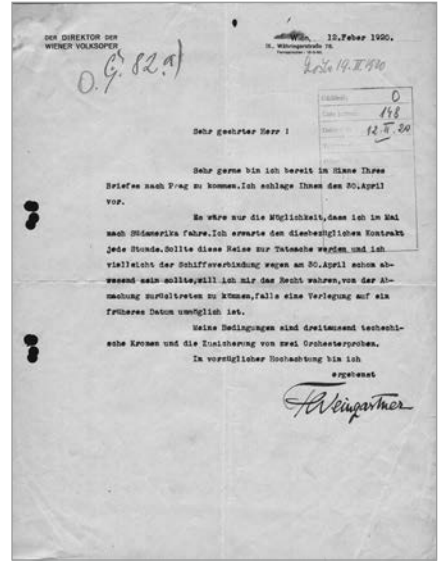 DER DIREKTOR DER
WIENER VOLKSOPER
Wien, 12.Feber 1920.
IX., Währingerstraße 78.
O.
148
12.II.20
Sehr geehrter Herr !
Sehr gerne bin ich bereit im Sinne Ihres
Briefes nach Prag zu kommen.Ich schlage Ihnen den 30.April
vor.
Es wäre nur die Möglichkeit,dass ich im Mai
nach Südamerika fahre.Ich erwarte den diesbezüglichen Kontrakt
jede Stunde.Sollte diese Reise zur Tatsache werden und ich
vielleicht der Schiffsverbindung wegen am 30.April schon ab-
wesend sein sollte,will ich mir das Recht wahren,von der Ab-
machung zurücktreten zu können,falls eine Verlegung auf ein
früheres Datum unmöglich ist.
Meine Bedingungen sind dreitausend tschechi-
sche Kronen und die Zusicherung von zwei Orchesterproben.
In vorzüglicher Hochachtung bin ich
ergebenst
FWeingartner